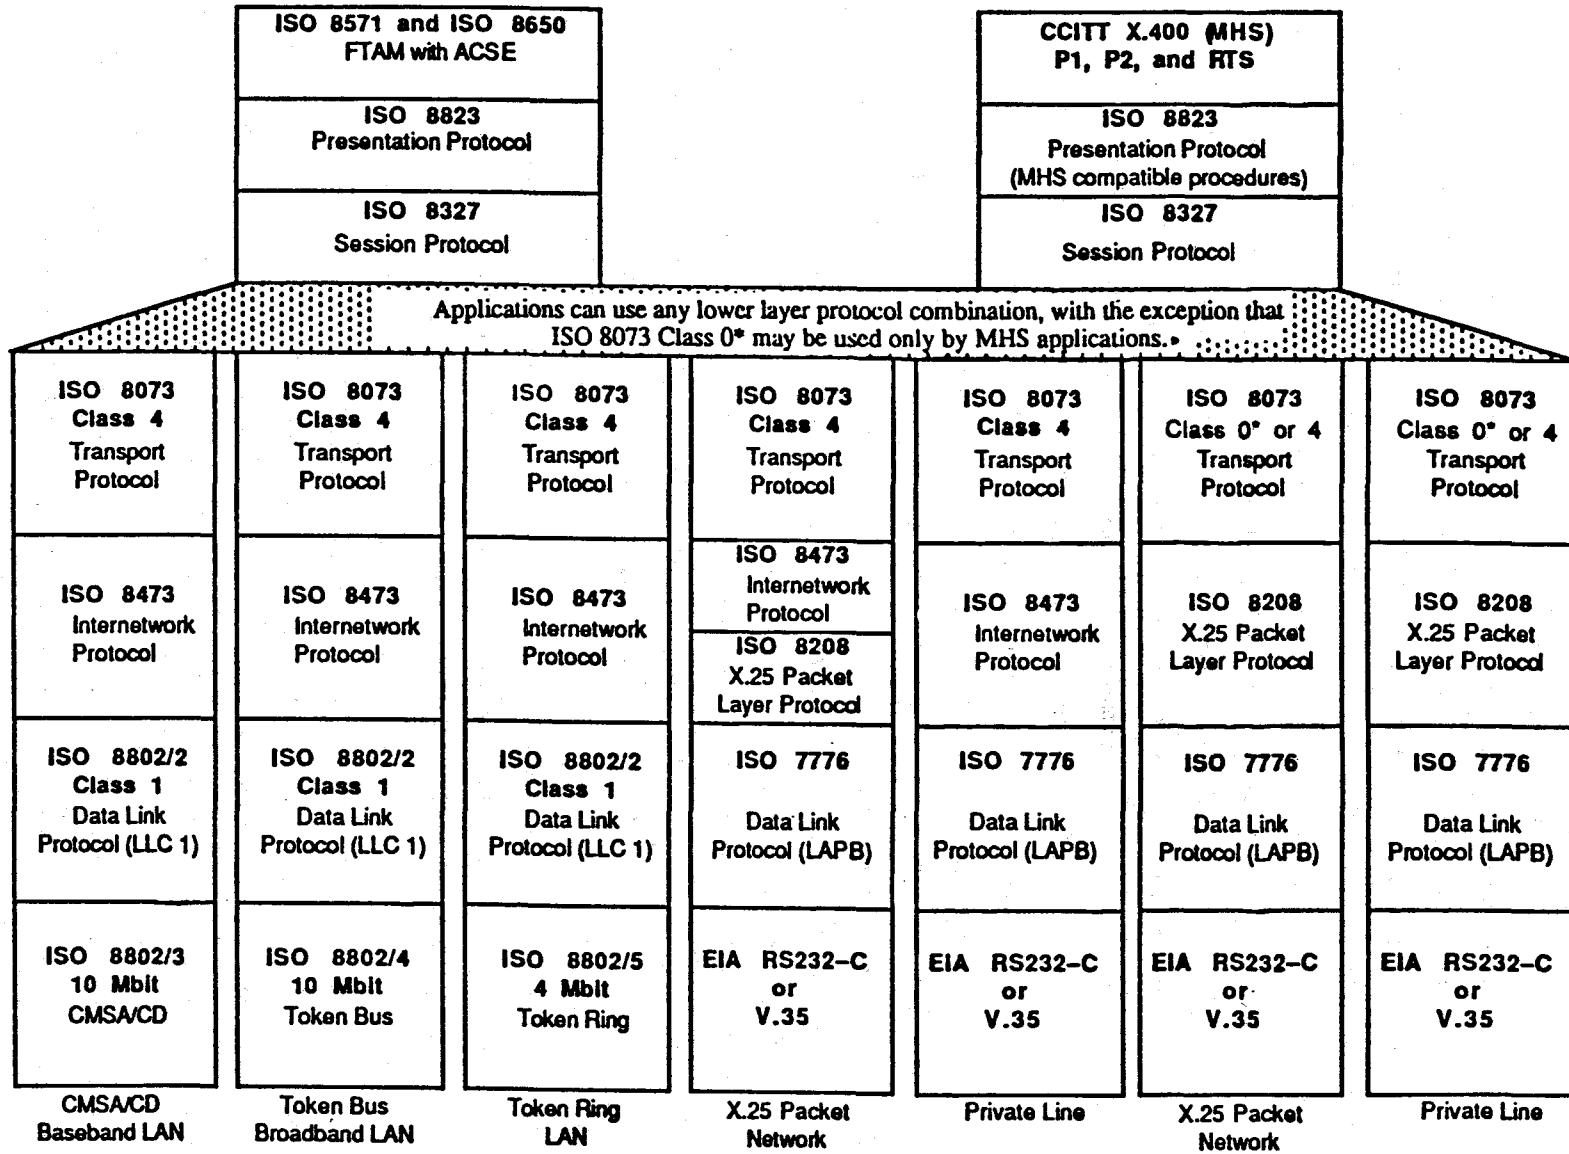 ISO 8571 and ISO 8650
FTAM with ACSE
ISO 8823
Presentation Protocol
ISO 8327
Session Protocol
CCITT X.400 (MHS)
P1, P2, and RTS
ISO 8823
Presentation Protocol
(MHS compatible procedures)
ISO 8327
Session Protocol
Applications can use any lower layer protocol combination, with the exception that
ISO 8073 Class 0* may be used only by MHS applications.
ISO 8073
Class 4
Transport
Protocol
ISO 8473
Internetwork
Protocol
ISO 8802/2
Class 1
Data Link
Protocol (LLC 1)
ISO 8802/3
10 Mbit
CMSA/CD
CMSA/CD
Baseband LAN
ISO 8073
Class 4
Transport
Protocol
ISO 8473
Internetwork
Protocol
ISO 8802/2
Class 1
Data Link
Protocol (LLC 1)
ISO 8802/4
10 Mbit
Token Bus
Token Bus
Broadband LAN
ISO 8073
Class 4
Transport
Protocol
ISO 8473
Internetwork
Protocol
ISO 8802/2
Class 1
Data Link
Protocol (LLC 1)
ISO 8802/5
4 Mbit
Token Ring
Token Ring
LAN
ISO 8073
Class 4
Transport
Protocol
ISO 8473
Internetwork
Protocol
ISO 8208
X.25 Packet
Layer Protocol
ISO 7776
Data Link
Protocol (LAPB)
EIA RS232-C
or
V.35
X.25 Packet
Network
ISO 8073
Class 4
Transport
Protocol
ISO 8473
Internetwork
Protocol
ISO 7776
Data Link
Protocol (LAPB)
EIA RS232-C
or
V.35
Private Line
ISO 8073
Class 0* or 4
Transport
Protocol
ISO 8208
X.25 Packet
Layer Protocol
ISO 7776
Data Link
Protocol (LAPB)
EIA RS232-C
or
V.35
X.25 Packet
Network
ISO 8073
Class 0* or 4
Transport
Protocol
ISO 8208
X.25 Packet
Layer Protocol
ISO 7776
Data Link
Protocol (LAPB)
EIA RS232-C
or
V.35
Private Line